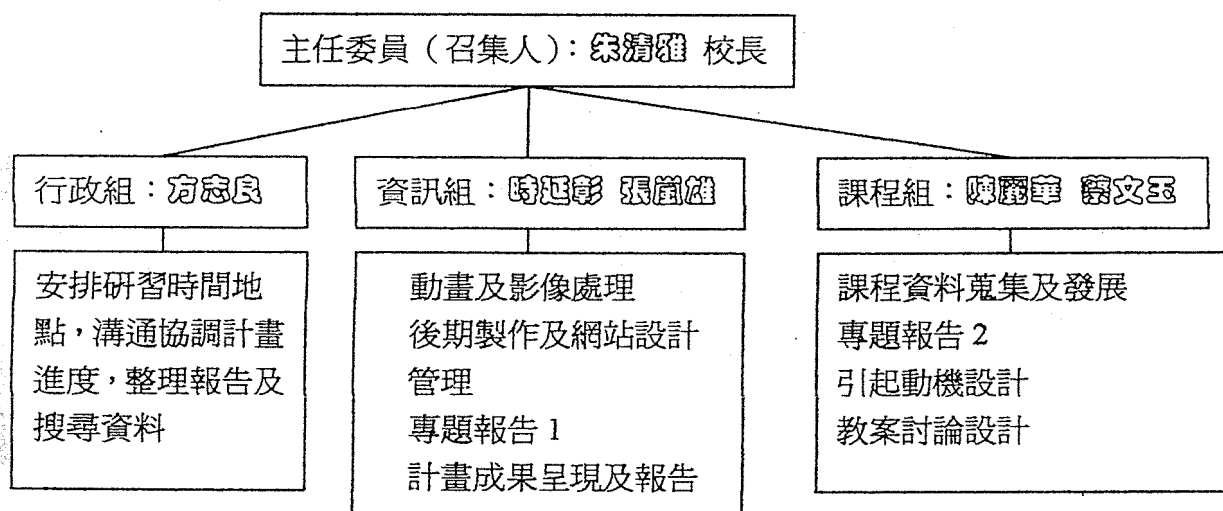 主任委員（召集人）：朱清雅 校長
行政組：方志良
資訊組：時延彰 張嵐雄
課程組：陳麗華 蔡文玉
安排研習時間地
點，溝通協調計畫
進度，整理報告及
搜尋資料
動畫及影像處理
後期製作及網站設計
管理
專題報告 1
計畫成果呈現及報告
課程資料蒐集及發展
專題報告 2
引起動機設計
教案討論設計